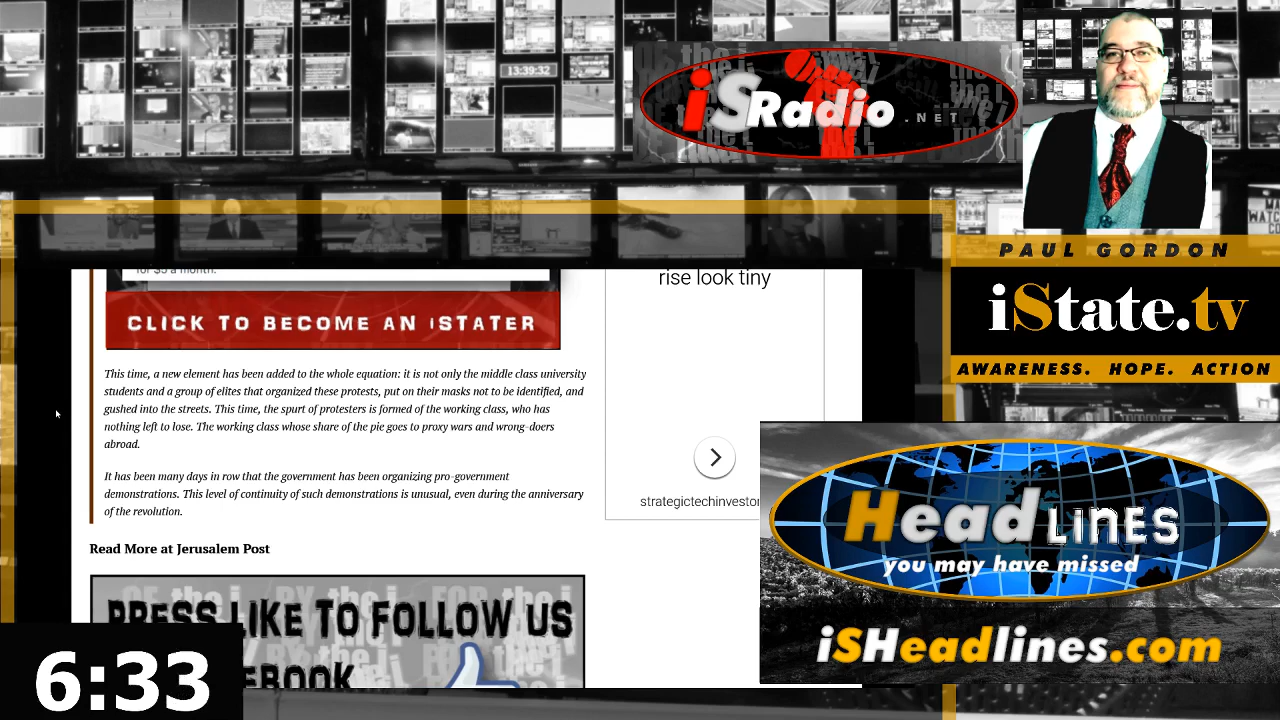 13:39:32
iSRadio
.NET
PAUL GORDON
iState.tv
AWARENESS. HOPE. ACTION
for $5 a month.
CLICK TO BECOME AN iSTATER
rise look tiny
This time, a new element has been added to the whole equation: it is not only the middle class university
students and a group of elites that organized these protests, put on their masks not to be identified, and
gushed into the streets. This time, the spurt of protesters is formed of the working class, who has
nothing left to lose. The working class whose share of the pie goes to proxy wars and wrong-doers
abroad.
It has been many days in row that the government has been organizing pro-government
demonstrations. This level of continuity of such demonstrations is unusual, even during the anniversary
of the revolution.
strategictechinvestor
Read More at Jerusalem Post
PRESS LIKE TO FOLLOW US
EBOOK
Head LINES
you may have missed
iSHeadlines.com
6:33